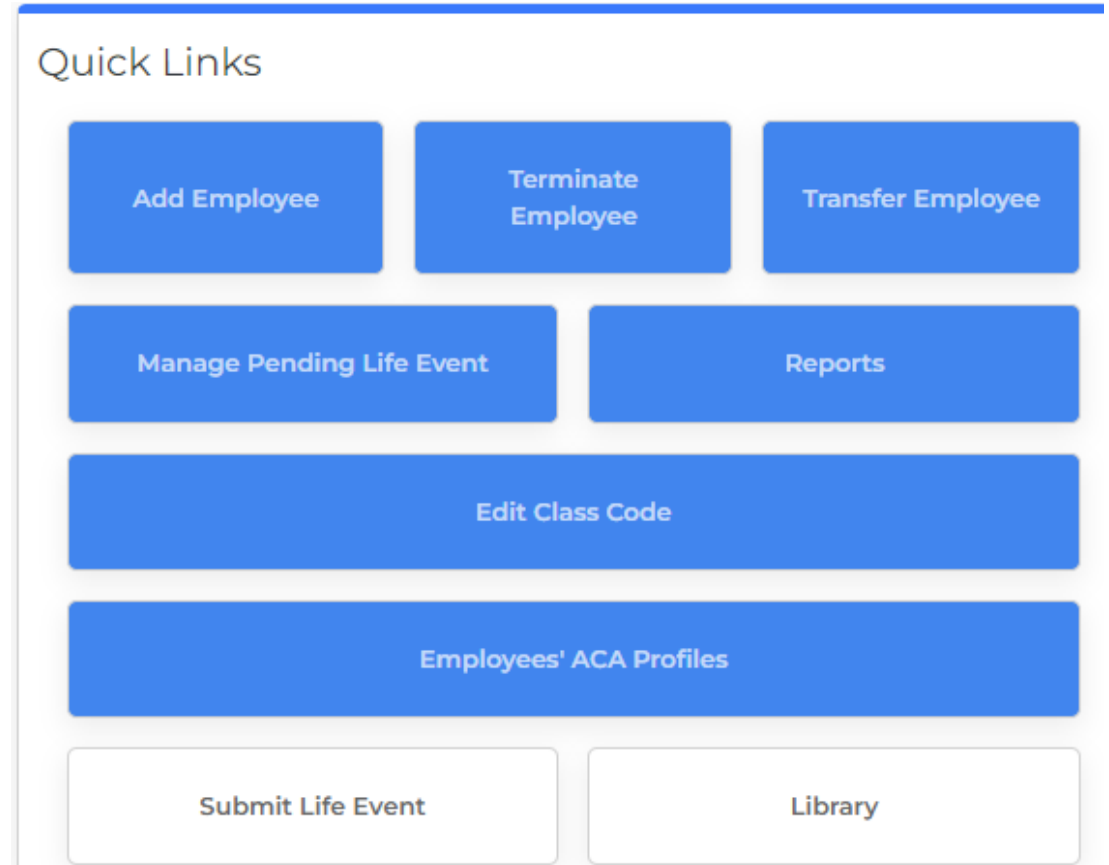 Quick Links
Add Employee
Terminate
Employee
Transfer Employee
Manage Pending Life Event
Reports
Edit Class Code
Employees' ACA Profiles
Submit Life Event
Library